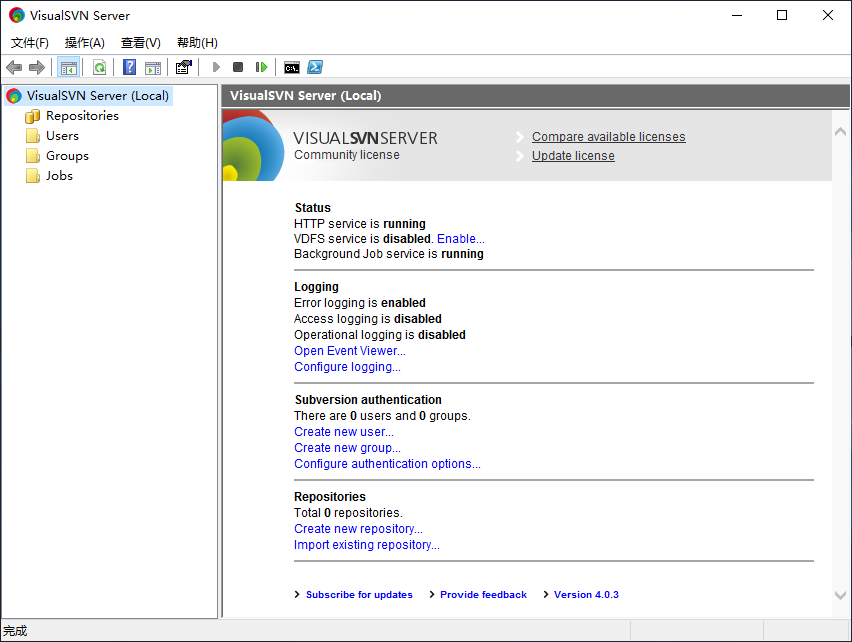 VisualSVN Server
文件(F) 操作(A) 查看(V) 帮助(H)
VisualSVN Server (Local)
Repositories
Users
Groups
Jobs
VisualSVN Server (Local)
VISUALSVNSERVER
Community license
Compare available licenses
Update license
Status
HTTP service is running
VDFS service is disabled. Enable...
Background Job service is running
Logging
Error logging is enabled
Access logging is disabled
Operational logging is disabled
Open Event Viewer...
Configure logging...
Subversion authentication
There are 0 users and 0 groups.
Create new user...
Create new group...
Configure authentication options...
Repositories
Total 0 repositories.
Create new repository...
Import existing repository...
Subscribe for updates Provide feedback Version 4.0.3
完成